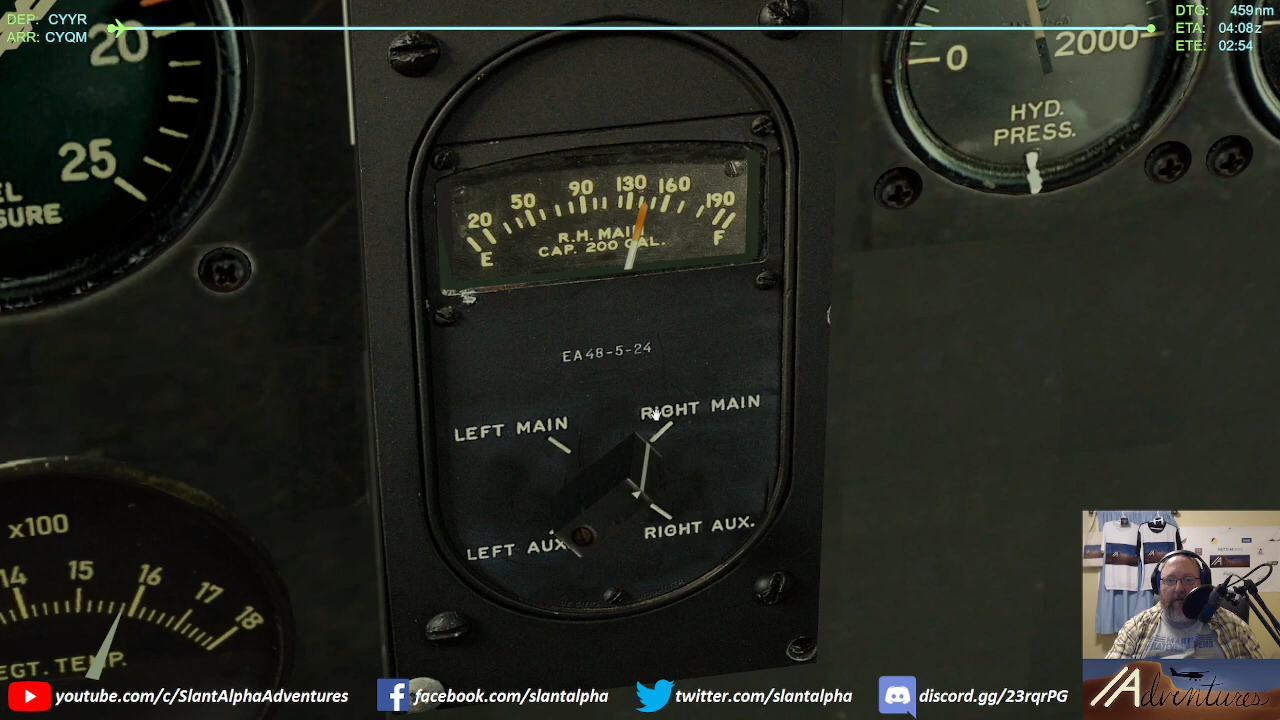 DEP: CYYR
ARR: CYQM
DTG: 459nm
ETA: 04:08z
ETE: 02:54
20
25
0
2000
HYD.
PRESS.
20 50 90 130 160 190
R.H. MAIN
CAP. 200 GAL.
E F
EA48-5-24
LEFT MAIN
RIGHT MAIN
LEFT AUX.
RIGHT AUX.
x100
14 15 16 17 18
EGT. TEMP.
youtube.com/c/SlantAlphaAdventures
facebook.com/slantalpha
twitter.com/slantalpha
discord.gg/23rqrPG
Adventures